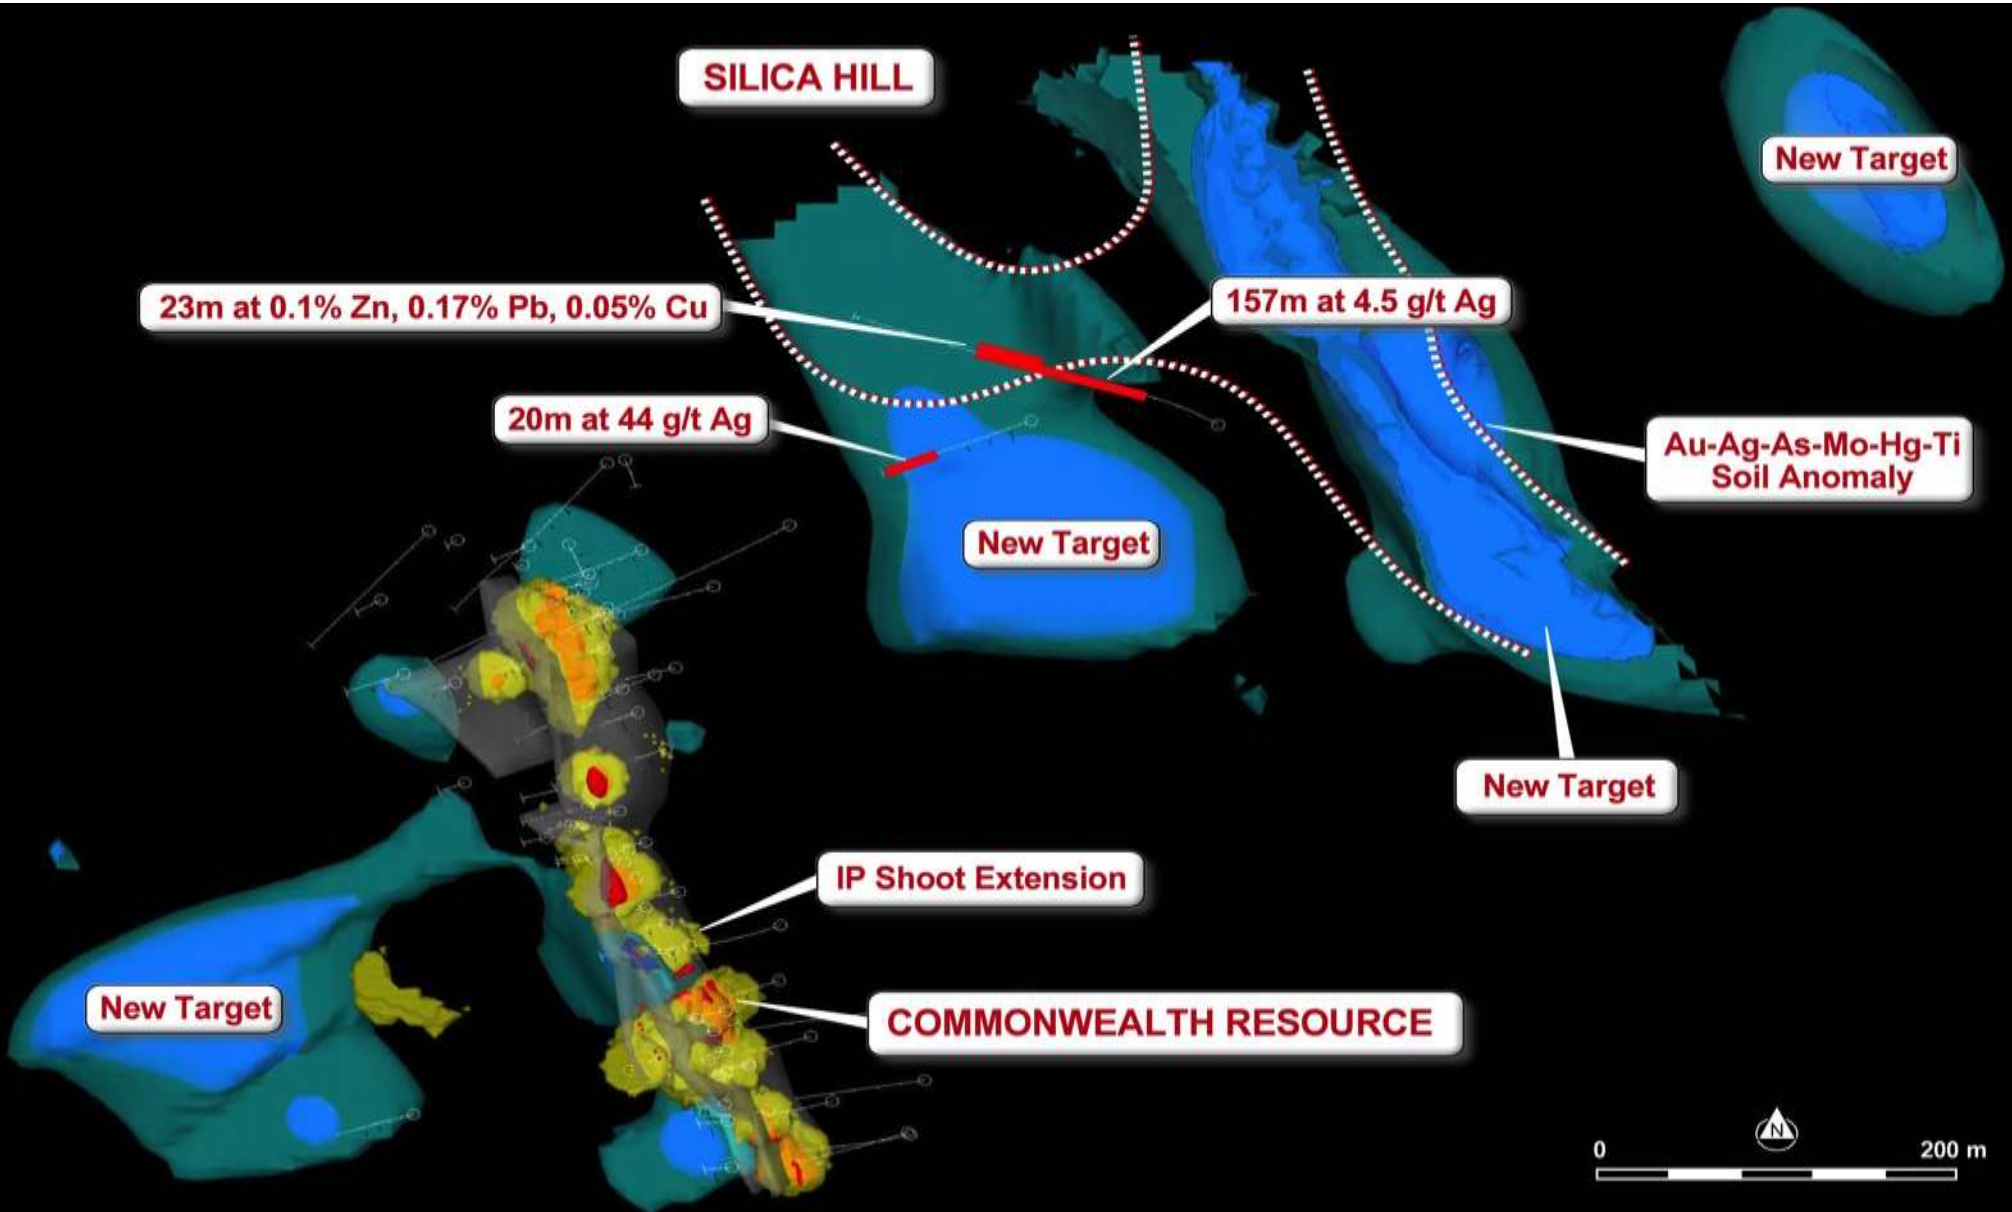 SILICA HILL
New Target
23m at 0.1% Zn, 0.17% Pb, 0.05% Cu
157m at 4.5 g/t Ag
20m at 44 g/t Ag
Au-Ag-As-Mo-Hg-Ti
Soil Anomaly
New Target
New Target
IP Shoot Extension
New Target
COMMONWEALTH RESOURCE
N
0
200 m